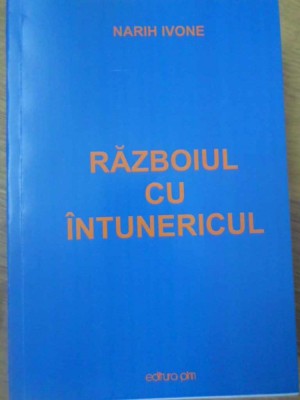 NARIH IVONE
RĂZBOIUL
CU
ÎNTUNERICUL
editura pim